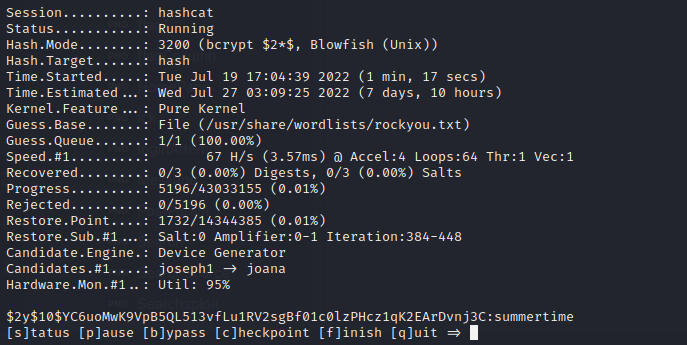 Session..........: hashcat
Status...........: Running
Hash.Mode........: 3200 (bcrypt $2*$, Blowfish (Unix))
Hash.Target......: hash
Time.Started.....: Tue Jul 19 17:04:39 2022 (1 min, 17 secs)
Time.Estimated...: Wed Jul 27 03:09:25 2022 (7 days, 10 hours)
Kernel.Feature...: Pure Kernel
Guess.Base.......: File (/usr/share/wordlists/rockyou.txt)
Guess.Queue......: 1/1 (100.00%)
Speed.#1.........:       67 H/s (3.57ms) @ Accel:4 Loops:64 Thr:1 Vec:1
Recovered........: 0/3 (0.00%) Digests, 0/3 (0.00%) Salts
Progress.........: 5196/43033155 (0.01%)
Rejected.........: 0/5196 (0.00%)
Restore.Point....: 1732/14344385 (0.01%)
Restore.Sub.#1...: Salt:0 Amplifier:0-1 Iteration:384-448
Candidate.Engine.: Device Generator
Candidates.#1....: joseph1 -> joana
Hardware.Mon.#1..: Util: 95%

$2y$10$YC6uoMwK9VpB5QL513vfLu1RV2sgBf01c0lzPHcz1qK2EArDvnj3C:summertime
[s]tatus [p]ause [b]ypass [c]heckpoint [f]inish [q]uit =>